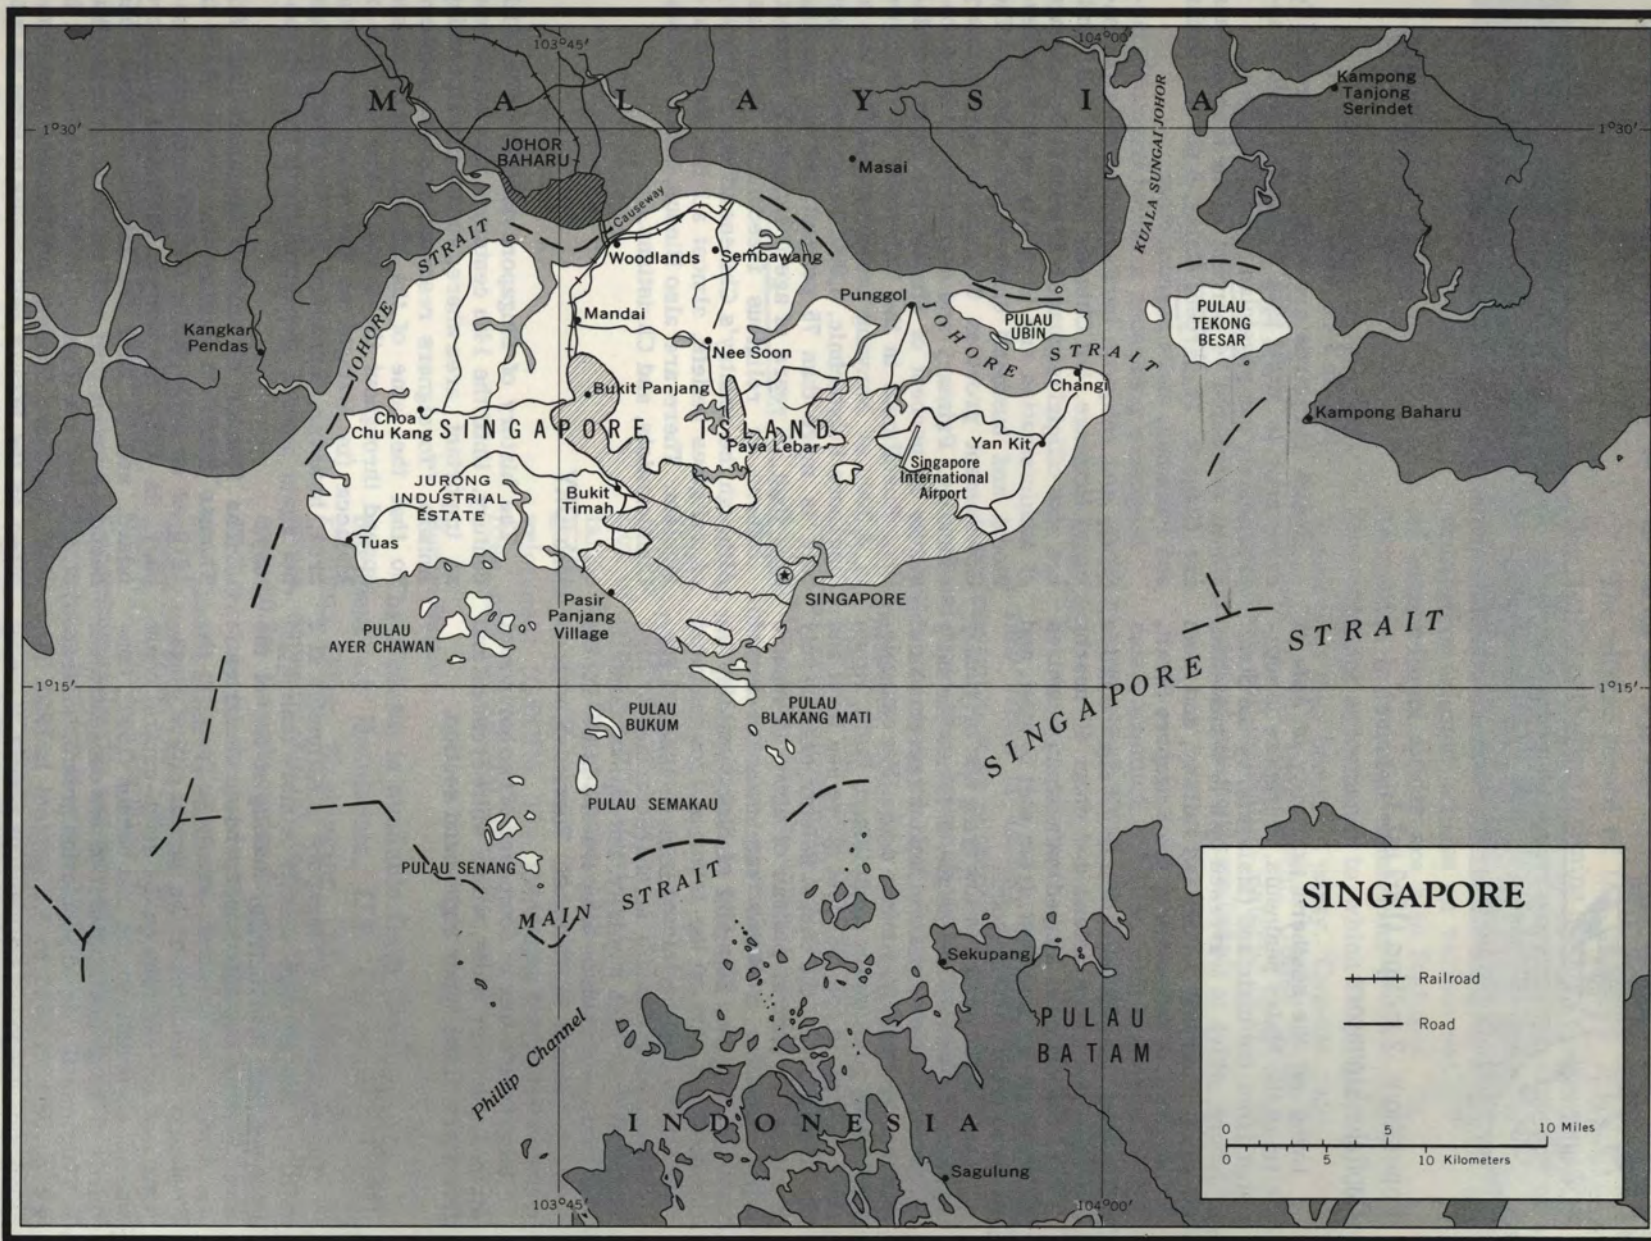 103°45'
104°00'
MALAYSIA
Kampong
Tanjong
Serindet
1°30'
1°30'
JOHOR
BAHARU
Masai
KUALA SUNGAI JOHOR
Causeway
JOHORE STRAIT
Woodlands
Sembawang
Kangkar
Pendas
Mandai
Punggol
PULAU
UBIN
PULAU
TEKONG
BESAR
JOHORE STRAIT
Nee Soon
Changi
Bukit Panjang
Choa
Chu Kang
SINGAPORE ISLAND
Kampong Baharu
Paya Lebar
Yan Kit
Singapore
International
Airport
JURONG
INDUSTRIAL
ESTATE
Bukit
Timah
Tuas
Pasir
Panjang
Village
SINGAPORE
PULAU
AYER CHAWAN
SINGAPORE STRAIT
1°15'
1°15'
PULAU
BUKUM
PULAU
BLAKANG MATI
PULAU SEMAKAU
PULAU SENANG
MAIN STRAIT
Sekupang
Phillip Channel
PULAU
BATAM
INDONESIA
Sagulung
103°45'
104°00'
SINGAPORE
Railroad
Road
0 5 10 Miles
0 5 10 Kilometers